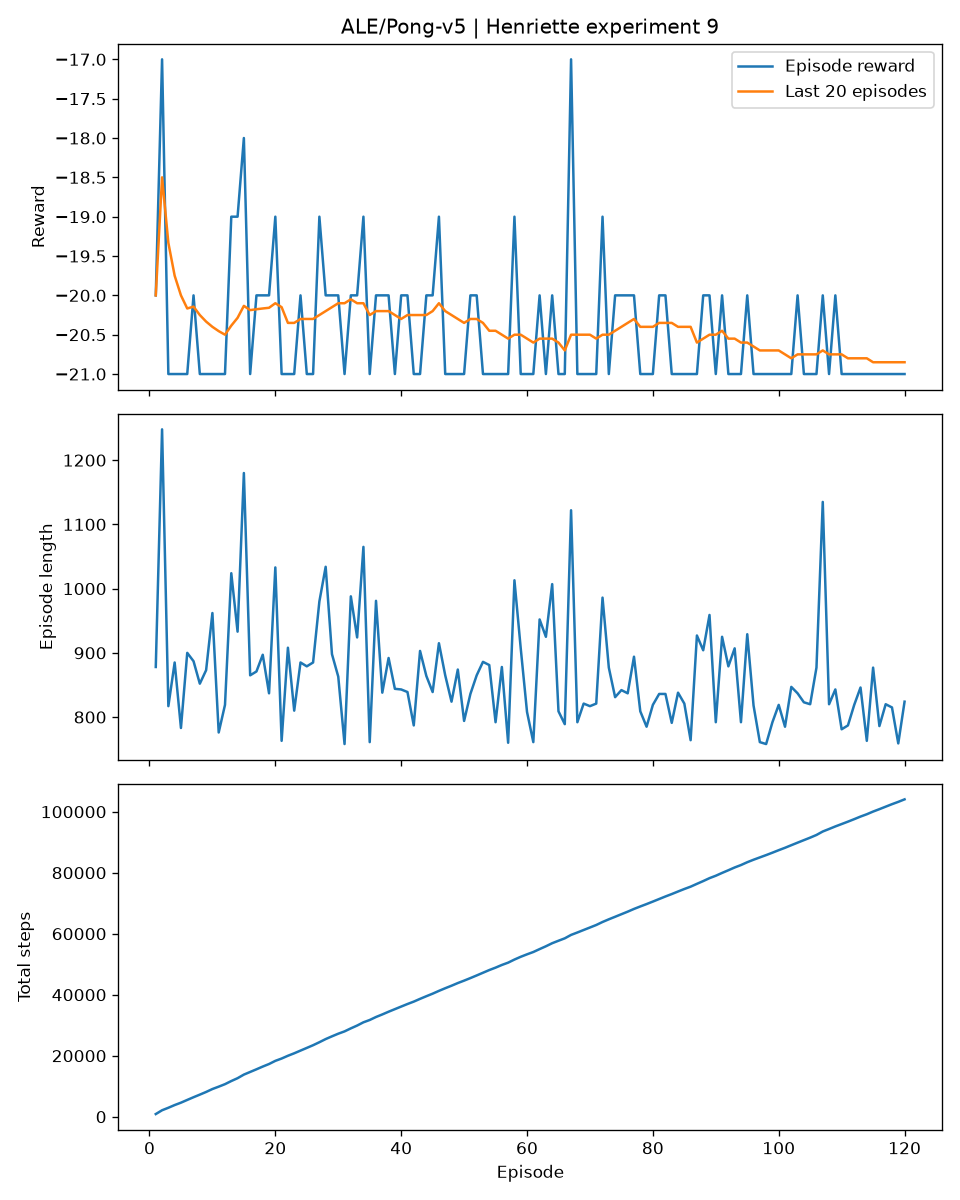 ALE/Pong-v5 | Henriette experiment 9
Reward
−17.0
−17.5
−18.0
−18.5
−19.0
−19.5
−20.0
−20.5
−21.0
Episode reward
Last 20 episodes
Episode length
1200
1100
1000
900
800
Total steps
100000
80000
60000
40000
20000
0
0 20 40 60 80 100 120
Episode